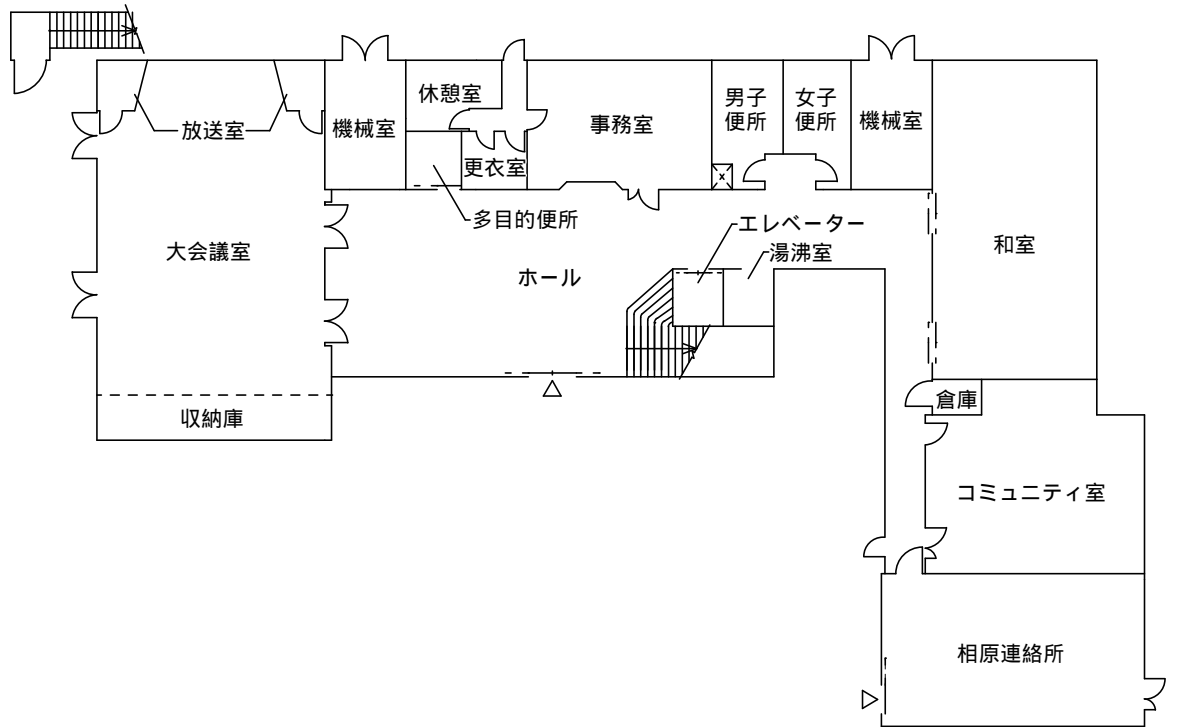 休憩室
男子
便所
女子
便所
放送室
機械室
事務室
機械室
更衣室
多目的便所
エレベーター
大会議室
湯沸室
和室
ホール
収納庫
倉庫
コミュニティ室
相原連絡所